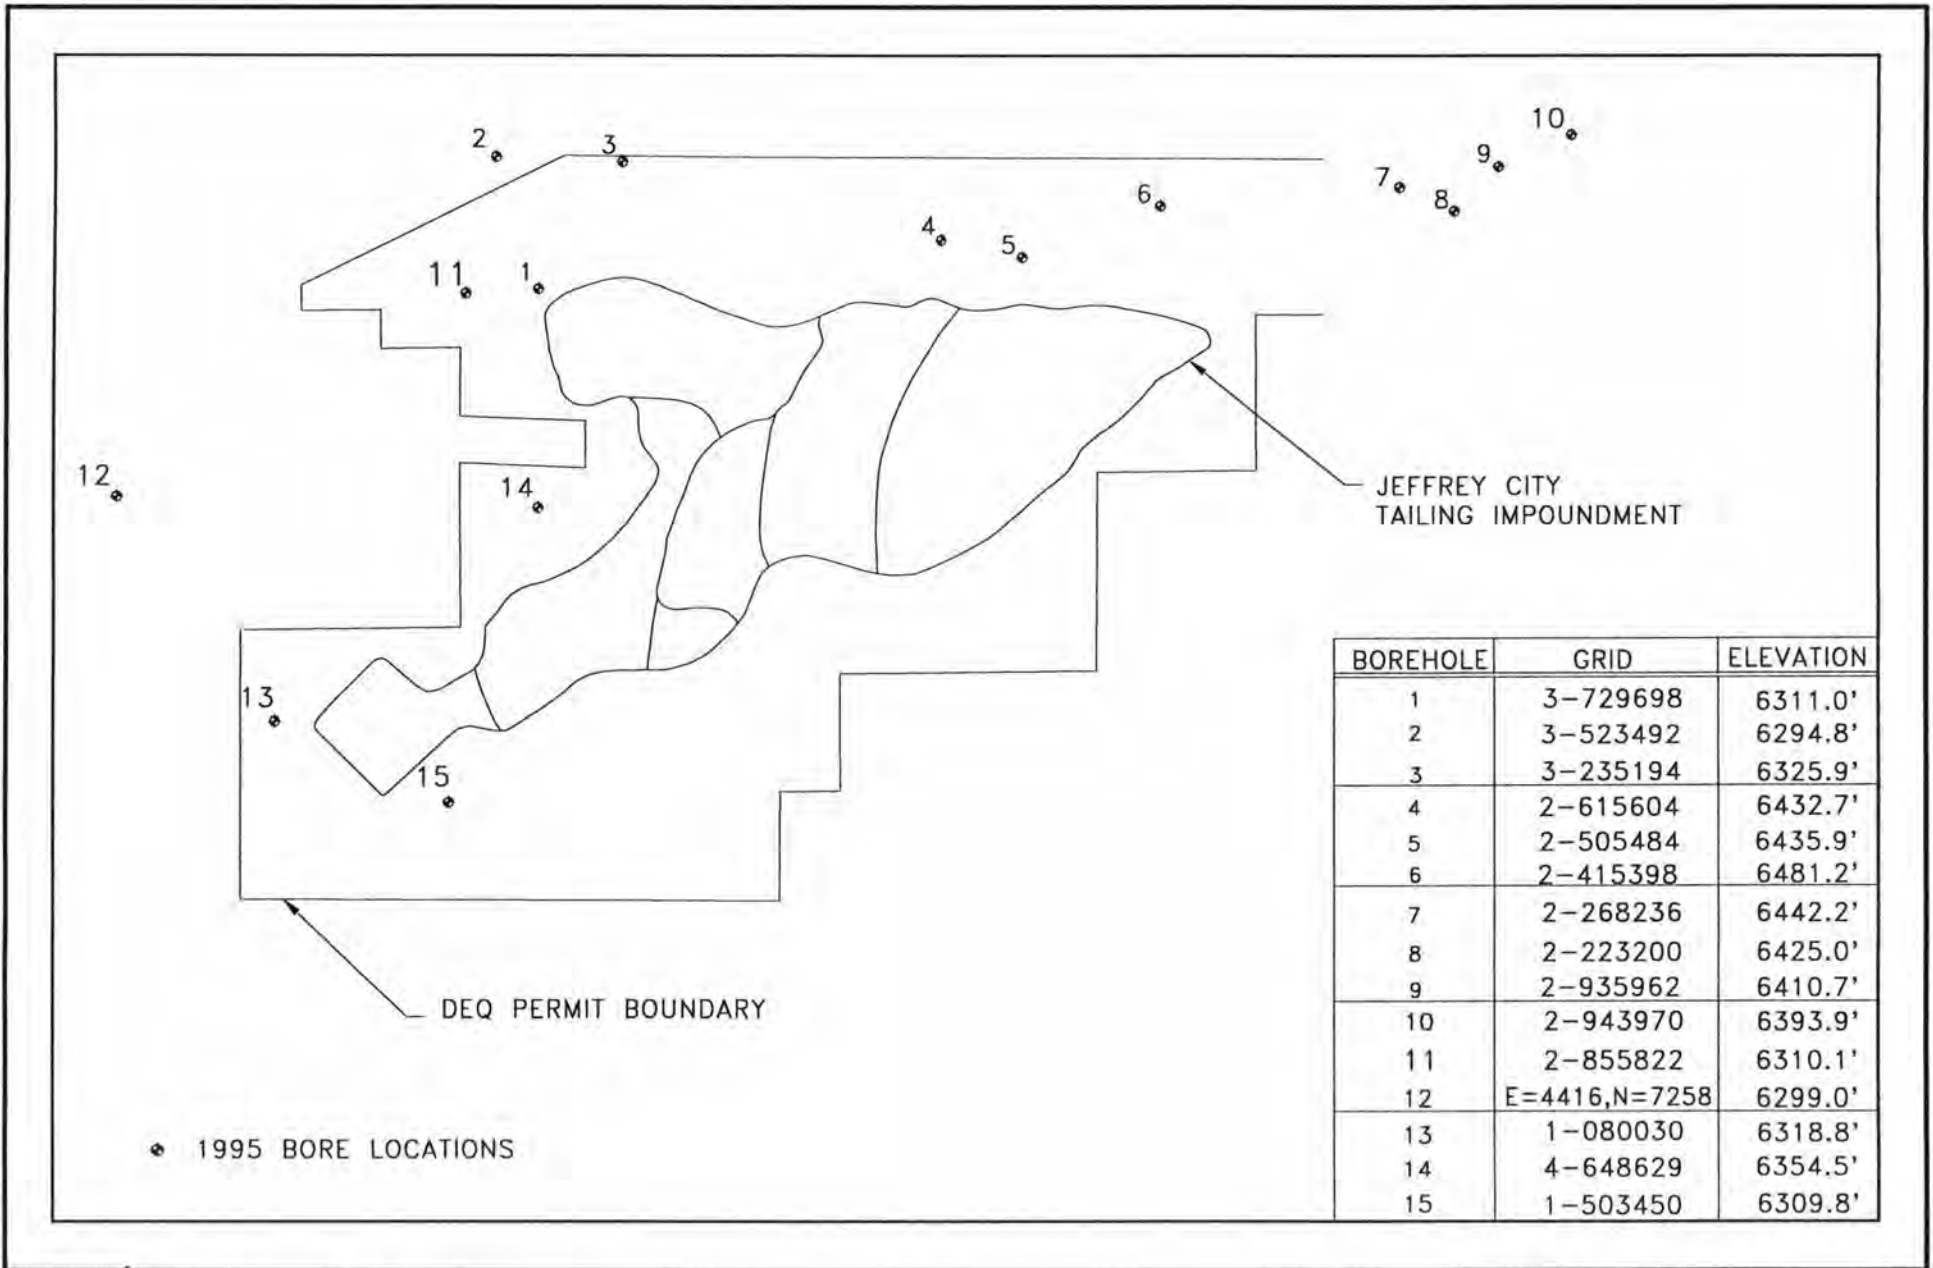 10
2
3
9
7
8
6
4
5
11
1
12
14
JEFFREY CITY
TAILING IMPOUNDMENT
13
15
DEQ PERMIT BOUNDARY
1995 BORE LOCATIONS
BOREHOLE GRID ELEVATION
1 3-729698 6311.0'
2 3-523492 6294.8'
3 3-235194 6325.9'
4 2-615604 6432.7'
5 2-505484 6435.9'
6 2-415398 6481.2'
7 2-268236 6442.2'
8 2-223200 6425.0'
9 2-935962 6410.7'
10 2-943970 6393.9'
11 2-855822 6310.1'
12 E=4416,N=7258 6299.0'
13 1-080030 6318.8'
14 4-648629 6354.5'
15 1-503450 6309.8'